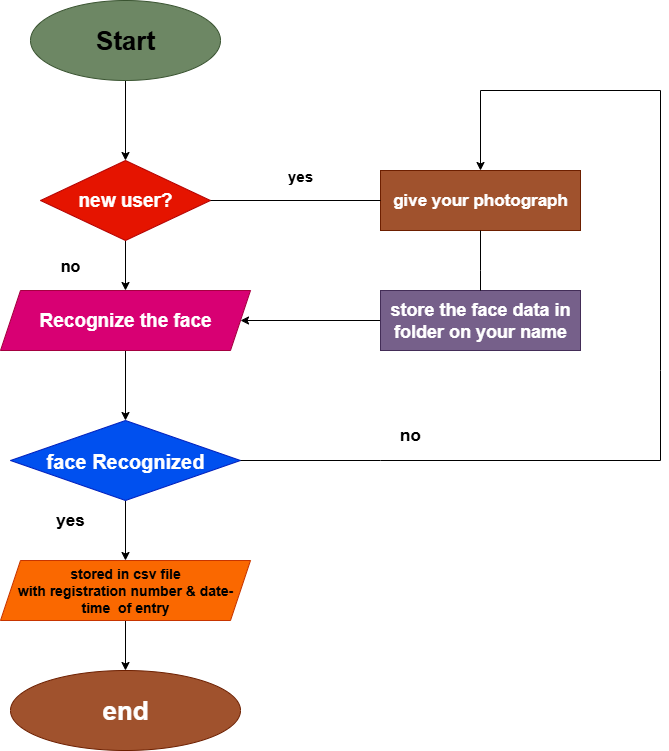 Start
new user?
yes
give your photograph
no
Recognize the face
store the face data in
folder on your name
face Recognized
no
yes
stored in csv file
with registration number & date-
time of entry
end